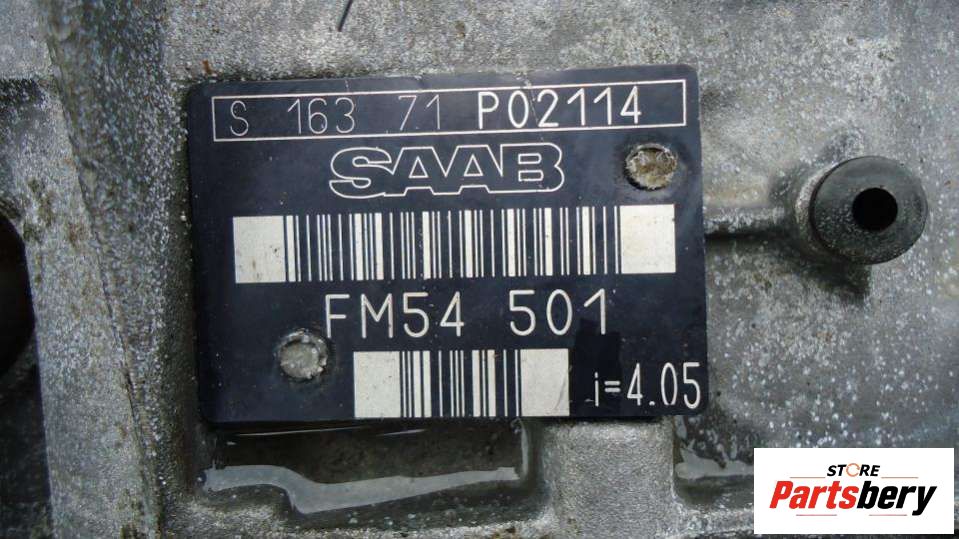 S 163 71 P02114
SAAB
FM54 501
i=4.05
STORE
Partsbery